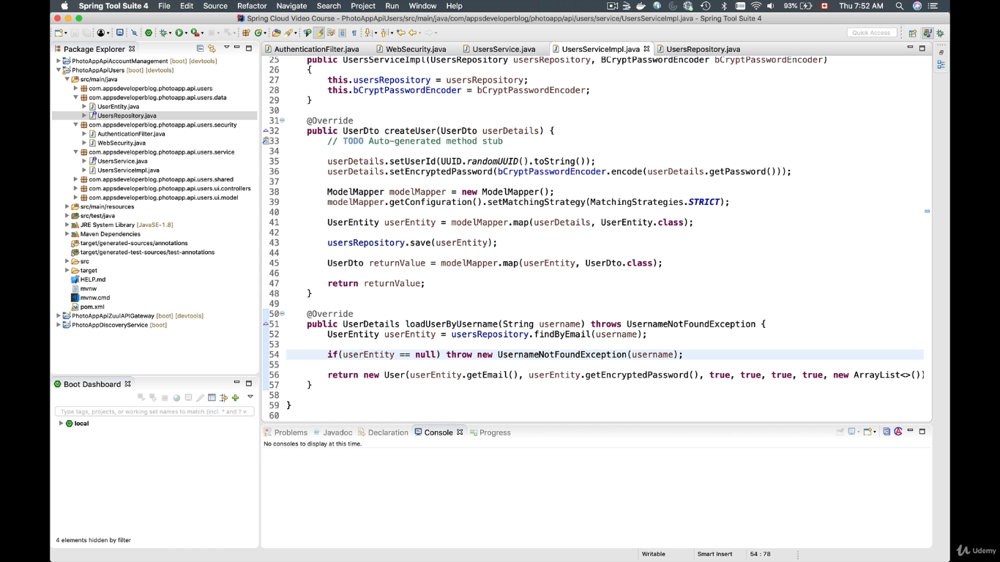 Spring Tool Suite 4 File Edit Source Refactor Navigate Search Project Run Window Help 93% Thu 7:52 AM
Spring Cloud Video Course - PhotoAppApiUsers/src/main/java/com/appsdeveloperblog/photoapp/api/users/service/UsersServiceImpl.java - Spring Tool Suite 4
Quick Access
Package Explorer
PhotoAppApiAccountManagement [boot] [devtools]
PhotoAppApiUsers [boot] [devtools]
src/main/java
com.appsdeveloperblog.photoapp.api.users
com.appsdeveloperblog.photoapp.api.users.data
UserEntity.java
UsersRepository.java
com.appsdeveloperblog.photoapp.api.users.security
AuthenticationFilter.java
WebSecurity.java
com.appsdeveloperblog.photoapp.api.users.service
UsersService.java
UsersServiceImpl.java
com.appsdeveloperblog.photoapp.api.users.shared
com.appsdeveloperblog.photoapp.api.users.ui.controllers
com.appsdeveloperblog.photoapp.api.users.ui.model
src/main/resources
src/test/java
JRE System Library [JavaSE-1.8]
Maven Dependencies
target/generated-sources/annotations
target/generated-test-sources/test-annotations
src
target
HELP.md
mvnw
mvnw.cmd
pom.xml
PhotoAppApiZuulAPIGateway [boot] [devtools]
PhotoAppDiscoveryService [boot]
Boot Dashboard
Type tags, projects, or working set names to match (incl. * and ? w
local
4 elements hidden by filter
AuthenticationFilter.java WebSecurity.java UsersService.java UsersServiceImpl.java UsersRepository.java
25 public UsersServiceImpl(UsersRepository usersRepository, BCryptPasswordEncoder bCryptPasswordEncoder)
26 {
27 this.usersRepository = usersRepository;
28 this.bCryptPasswordEncoder = bCryptPasswordEncoder;
29 }
30
31 @Override
32 public UserDto createUser(UserDto userDetails) {
33 // TODO Auto-generated method stub
34
35 userDetails.setUserId(UUID.randomUUID().toString());
36 userDetails.setEncryptedPassword(bCryptPasswordEncoder.encode(userDetails.getPassword()));
37
38 ModelMapper modelMapper = new ModelMapper();
39 modelMapper.getConfiguration().setMatchingStrategy(MatchingStrategies.STRICT);
40
41 UserEntity userEntity = modelMapper.map(userDetails, UserEntity.class);
42
43 usersRepository.save(userEntity);
44
45 UserDto returnValue = modelMapper.map(userEntity, UserDto.class);
46
47 return returnValue;
48 }
49
50 @Override
51 public UserDetails loadUserByUsername(String username) throws UsernameNotFoundException {
52 UserEntity userEntity = usersRepository.findByEmail(username);
53
54 if(userEntity == null) throw new UsernameNotFoundException(username);
55
56 return new User(userEntity.getEmail(), userEntity.getEncryptedPassword(), true, true, true, true, new ArrayList<>())
57 }
58
59 }
60
Problems Javadoc Declaration Console Progress
No consoles to display at this time.
Writable Smart Insert 54 : 78
Udemy